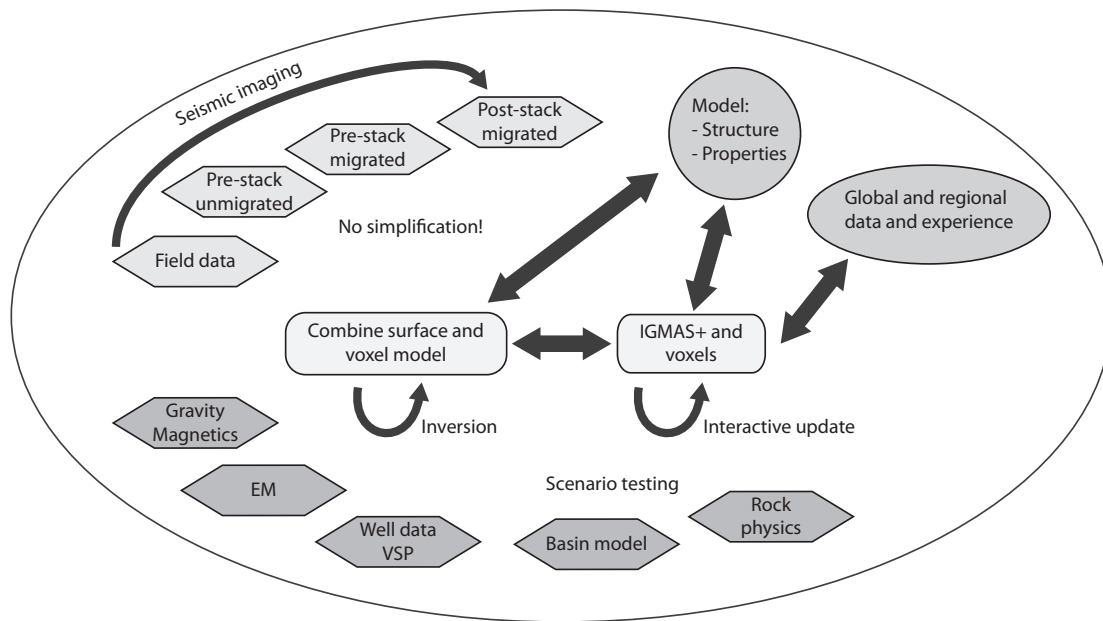 Seismic imaging
Post-stack
migrated
Pre-stack
migrated
Pre-stack
unmigrated
Field data
No simplification!
Model:
- Structure
- Properties
Global and regional
data and experience
Combine surface and
voxel model
IGMAS+ and
voxels
Inversion
Interactive update
Gravity
Magnetics
EM
Well data
VSP
Scenario testing
Basin model
Rock
physics